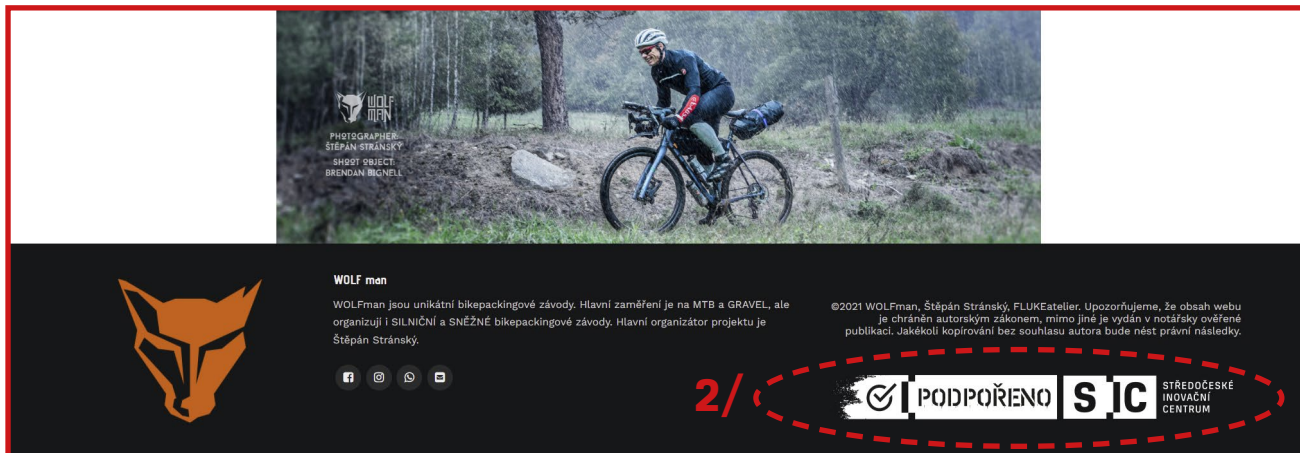 WOLF
MAN
PHOTOGRAPHER:
ŠTĚPÁN STRÁNSKÝ
SHOOT OBJECT:
BRENDAN BIGNELL
WOLF man
WOLFman jsou unikátní bikepackingové závody. Hlavní zaměření je na MTB a GRAVEL, ale
organizuji i SILNIČNÍ a SNĚŽNÉ bikepackingové závody. Hlavní organizátor projektu je
Štěpán Stránský.
©2021 WOLFman, Štěpán Stránský, FLUKEatelier. Upozorňujeme, že obsah webu
je chráněn autorským zákonem, mimo jiné je vydán v notářsky ověřené
publikaci. Jakékoli kopírování bez souhlasu autora bude nést právní následky.
2/
PODPOŘENO
SIC
STŘEDOČESKÉ
INOVAČNÍ
CENTRUM